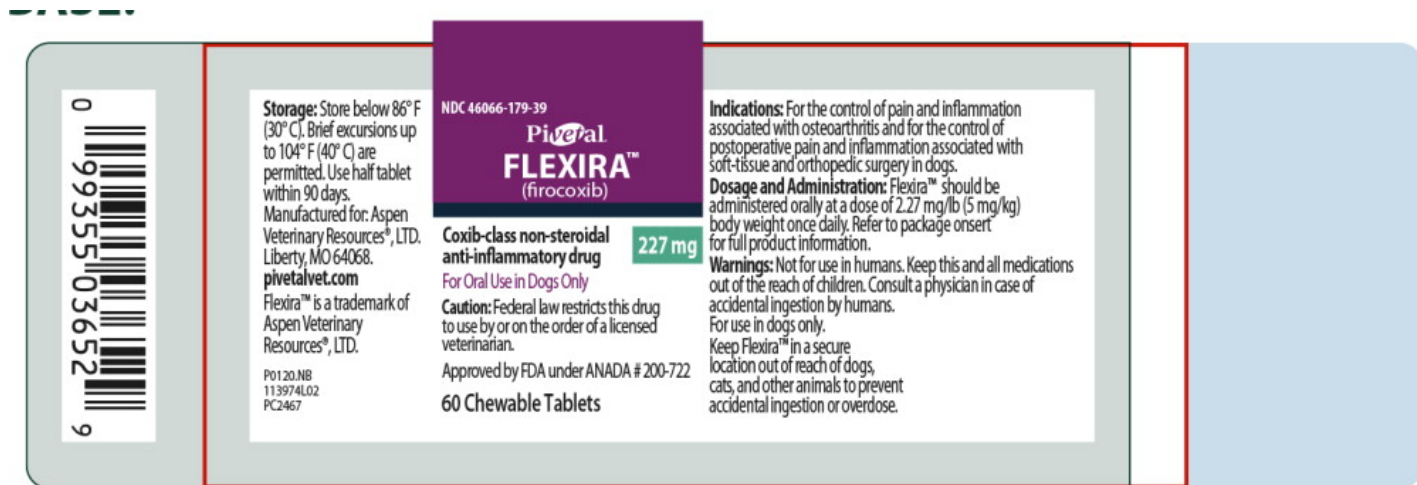 0 99355 03652 9
Storage: Store below 86° F
(30° C). Brief excursions up
to 104° F (40° C) are
permitted. Use half tablet
within 90 days.
Manufactured for: Aspen
Veterinary Resources®, LTD.
Liberty, MO 64068.
pivetalvet.com
Flexira™ is a trademark of
Aspen Veterinary
Resources®, LTD.
P0120.NB
113974L02
PC2467
NDC 46066-179-39
Pivetal
FLEXIRA™
(firocoxib)
Coxib-class non-steroidal
anti-inflammatory drug
227 mg
For Oral Use in Dogs Only
Caution: Federal law restricts this drug
to use by or on the order of a licensed
veterinarian.
Approved by FDA under ANADA # 200-722
60 Chewable Tablets
Indications: For the control of pain and inflammation
associated with osteoarthritis and for the control of
postoperative pain and inflammation associated with
soft-tissue and orthopedic surgery in dogs.
Dosage and Administration: Flexira™ should be
administered orally at a dose of 2.27 mg/lb (5 mg/kg)
body weight once daily. Refer to package onsert
for full product information.
Warnings: Not for use in humans. Keep this and all medications
out of the reach of children. Consult a physician in case of
accidental ingestion by humans.
For use in dogs only.
Keep Flexira™ in a secure
location out of reach of dogs,
cats, and other animals to prevent
accidental ingestion or overdose.